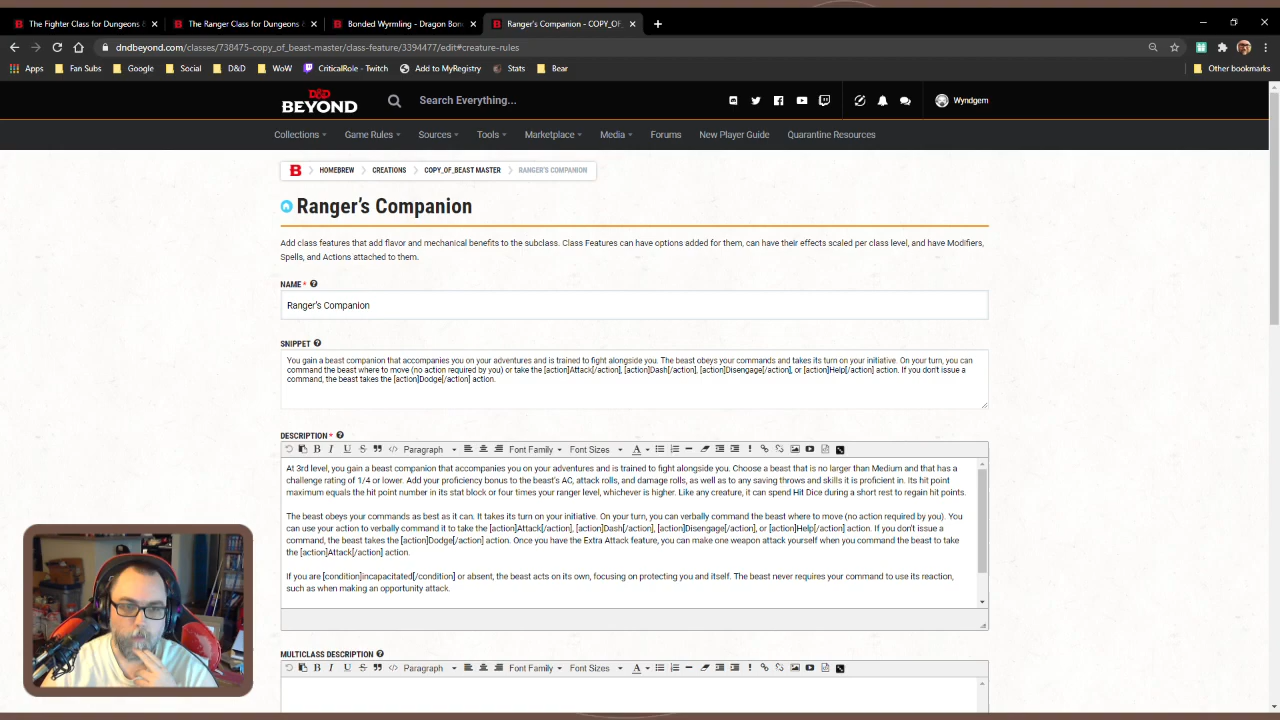 The Fighter Class for Dungeons &
The Ranger Class for Dungeons &
Bonded Wyrmling - Dragon Bon
Ranger's Companion - COPY_OF_
dndbeyond.com/classes/738475-copy_of_beast-master/class-feature/3394477/edit#creature-rules
Apps Fan Subs Google Social D&D WoW CriticalRole - Twitch Add to MyRegistry Stats Bear Other bookmarks
D&D
BEYOND
Search Everything...
Wyndgem
Collections Game Rules Sources Tools Marketplace Media Forums New Player Guide Quarantine Resources
HOMEBREW CREATIONS COPY_OF_BEAST MASTER RANGER'S COMPANION
Ranger's Companion
Add class features that add flavor and mechanical benefits to the subclass. Class Features can have options added for them, can have their effects scaled per class level, and have Modifiers,
Spells, and Actions attached to them.
NAME *
Ranger's Companion
SNIPPET
You gain a beast companion that accompanies you on your adventures and is trained to fight alongside you. The beast obeys your commands and takes its turn on your initiative. On your turn, you can
command the beast where to move (no action required by you) or take the [action]Attack[/action], [action]Dash[/action], [action]Disengage[/action], or [action]Help[/action] action. If you don't issue a
command, the beast takes the [action]Dodge[/action] action.
DESCRIPTION *
Paragraph Font Family Font Sizes
At 3rd level, you gain a beast companion that accompanies you on your adventures and is trained to fight alongside you. Choose a beast that is no larger than Medium and that has a
challenge rating of 1/4 or lower. Add your proficiency bonus to the beast's AC, attack rolls, and damage rolls, as well as to any saving throws and skills it is proficient in. Its hit point
maximum equals the hit point number in its stat block or four times your ranger level, whichever is higher. Like any creature, it can spend Hit Dice during a short rest to regain hit points.
The beast obeys your commands as best as it can. It takes its turn on your initiative. On your turn, you can verbally command the beast where to move (no action required by you). You
can use your action to verbally command it to take the [action]Attack[/action], [action]Dash[/action], [action]Disengage[/action], or [action]Help[/action] action. If you don't issue a
command, the beast takes the [action]Dodge[/action] action. Once you have the Extra Attack feature, you can make one weapon attack yourself when you command the beast to take
the [action]Attack[/action] action.
If you are [condition]incapacitated[/condition] or absent, the beast acts on its own, focusing on protecting you and itself. The beast never requires your command to use its reaction,
such as when making an opportunity attack.
MULTICLASS DESCRIPTION
Paragraph Font Family Font Sizes